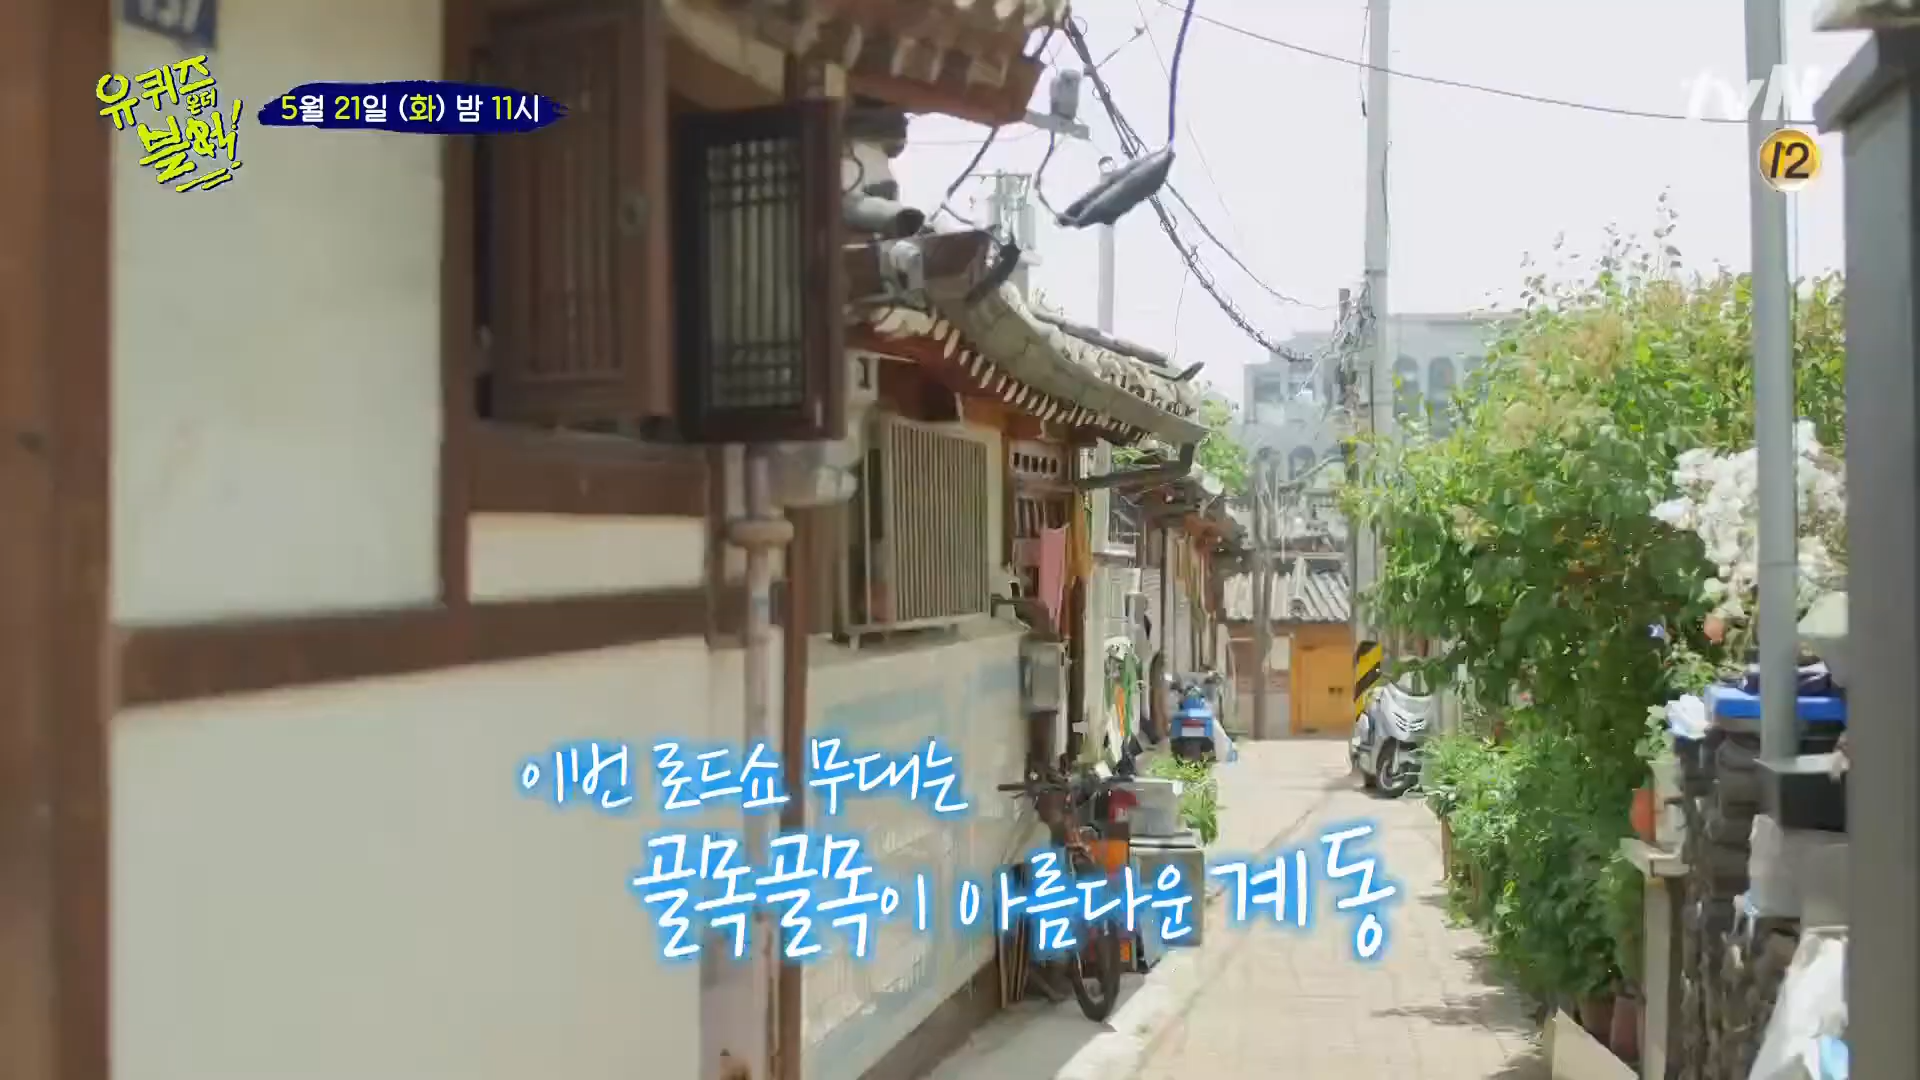 137
유 퀴즈
온 더
블럭!
5월 21일 (화) 밤 11시
tvN
12
이번 로드쇼 무대는
골목골목이 아름다운 계동